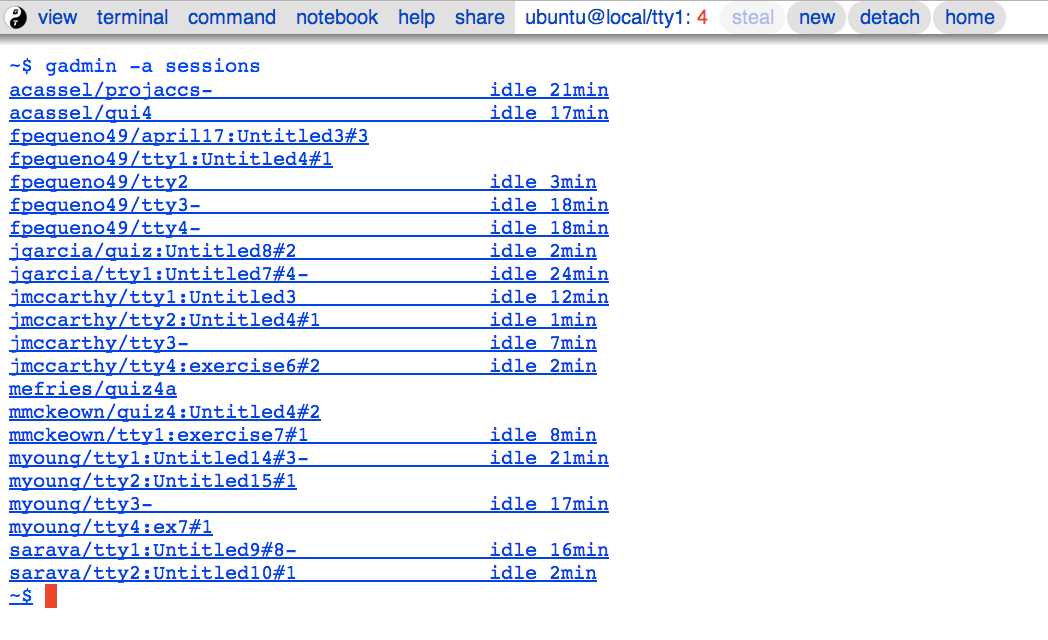 view terminal command notebook help share ubuntu@local/tty1: 4 steal new detach home
~$ gadmin -a sessions
acassel/projaccs- idle 21min
acassel/qui4 idle 17min
fpequeno49/april17:Untitled3#3
fpequeno49/tty1:Untitled4#1
fpequeno49/tty2 idle 3min
fpequeno49/tty3- idle 18min
fpequeno49/tty4- idle 18min
jgarcia/quiz:Untitled8#2 idle 2min
jgarcia/tty1:Untitled7#4- idle 24min
jmccarthy/tty1:Untitled3 idle 12min
jmccarthy/tty2:Untitled4#1 idle 1min
jmccarthy/tty3- idle 7min
jmccarthy/tty4:exercise6#2 idle 2min
mefries/quiz4a
mmckeown/quiz4:Untitled4#2
mmckeown/tty1:exercise7#1 idle 8min
myoung/tty1:Untitled14#3- idle 21min
myoung/tty2:Untitled15#1
myoung/tty3- idle 17min
myoung/tty4:ex7#1
sarava/tty1:Untitled9#8- idle 16min
sarava/tty2:Untitled10#1 idle 2min
~$